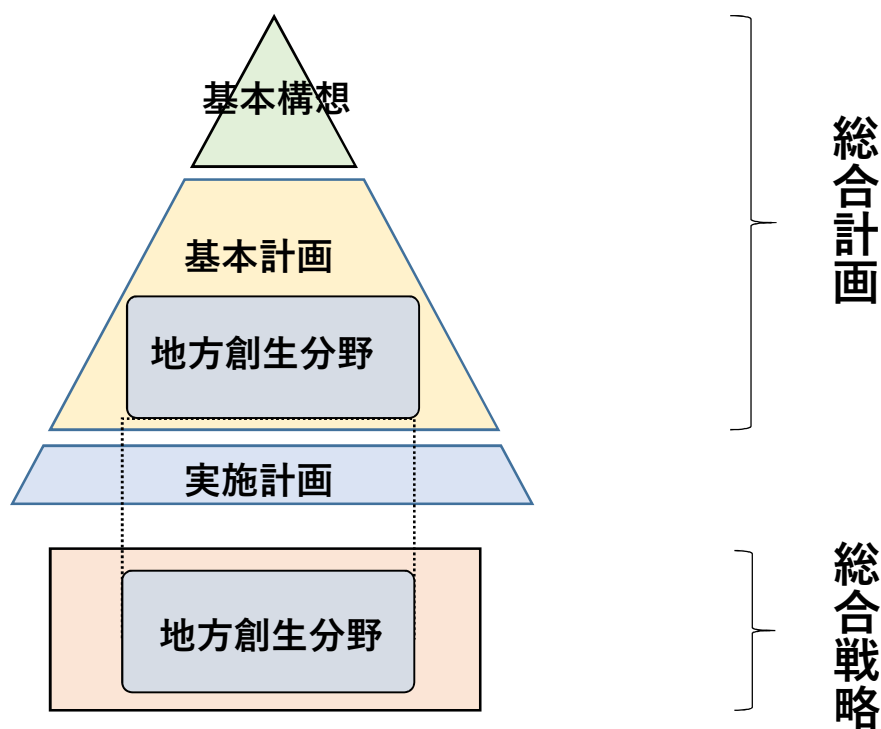 基本構想
基本計画
地方創生分野
実施計画
地方創生分野
総合計画
総合戦略